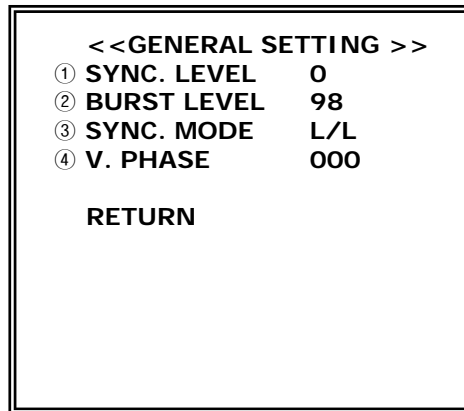 <<GENERAL SETTING >>
① SYNC. LEVEL 0
② BURST LEVEL 98
③ SYNC. MODE L/L
④ V. PHASE 000
RETURN